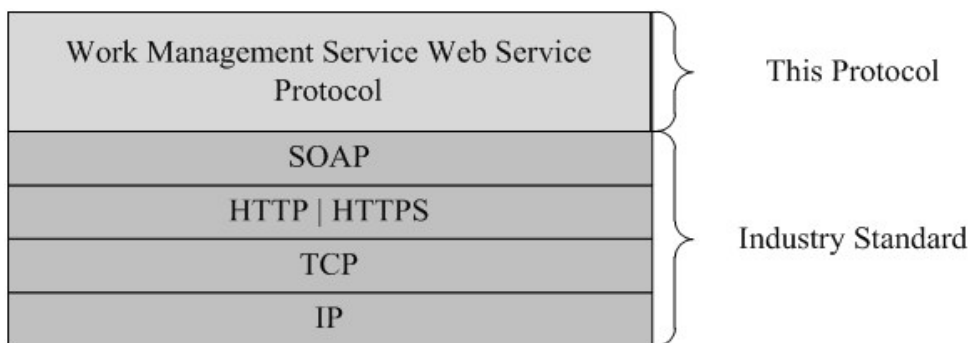 Work Management Service Web Service
Protocol
This Protocol
SOAP
HTTP | HTTPS
TCP
IP
Industry Standard